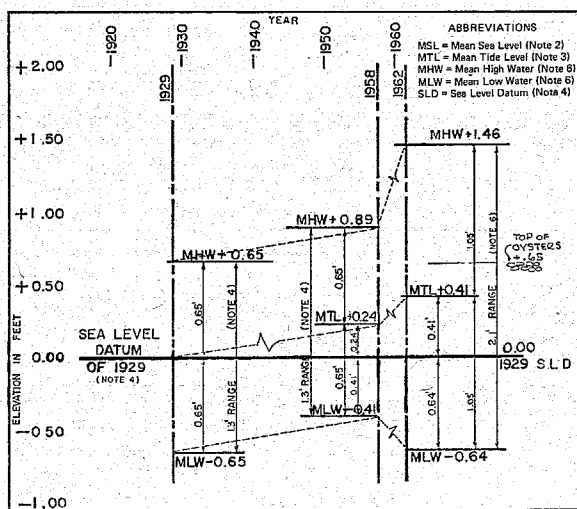 YEAR
—1920
—1930
—1940
—1950
—1960
1929
1958
1962
ABBREVIATIONS
MSL = Mean Sea Level (Note 2)
MTL = Mean Tide Level (Note 3)
MHW = Mean High Water (Note 6)
MLW = Mean Low Water (Note 6)
SLD = Sea Level Datum (Note 4)
ELEVATION IN FEET
+2.00
+1.50
+1.00
+0.50
0.00
-0.50
-1.00
MHW+1.46
MHW+0.89
MHW+0.65
TOP OF
OYSTERS
+.65
MTL+0.41
MTL+0.24
SEA LEVEL
DATUM
OF 1929
(NOTE 4)
0.00
1929 S.L.D
MLW-0.41
MLW-0.65
MLW-0.64
0.65'
0.65'
1.3' RANGE
(NOTE 4)
1.3' RANGE
(NOTE 4)
0.65'
0.65'
0.24'
0.41'
0.41'
0.64'
1.05'
1.05'
2.1' RANGE
(NOTE 6)